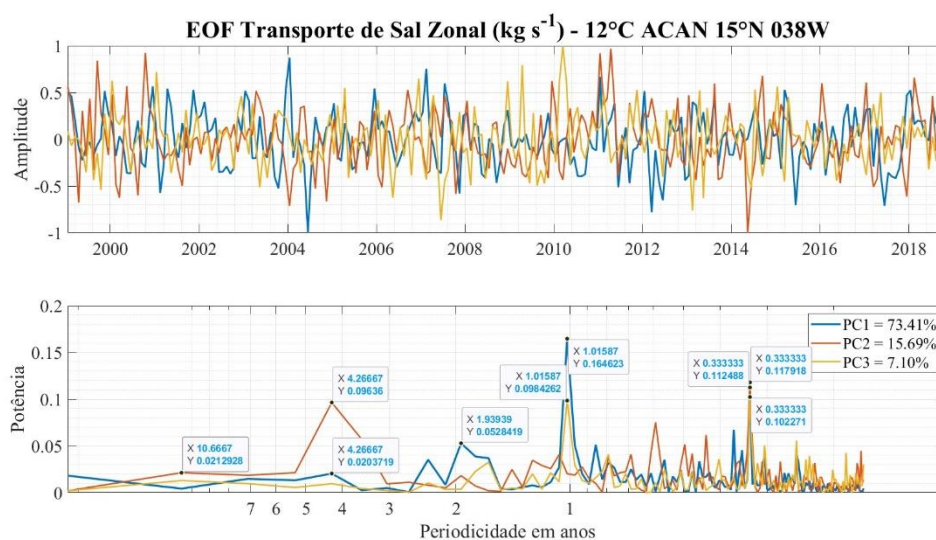 EOF Transporte de Sal Zonal (kg s⁻¹) - 12°C ACAN 15°N 038W
1
0.5
0
-0.5
-1
Amplitude
2000 2002 2004 2006 2008 2010 2012 2014 2016 2018
0.2
0.15
0.1
0.05
0
Potência
PC1 = 73.41%
PC2 = 15.69%
PC3 = 7.10%
X 10.6667
Y 0.0212928
X 4.26667
Y 0.09636
X 4.26667
Y 0.0203719
X 1.93939
Y 0.0528419
X 1.01587
Y 0.0984262
X 1.01587
Y 0.164623
X 0.333333
Y 0.112488
X 0.333333
Y 0.117918
X 0.333333
Y 0.102271
7 6 5 4 3 2 1
Periodicidade em anos